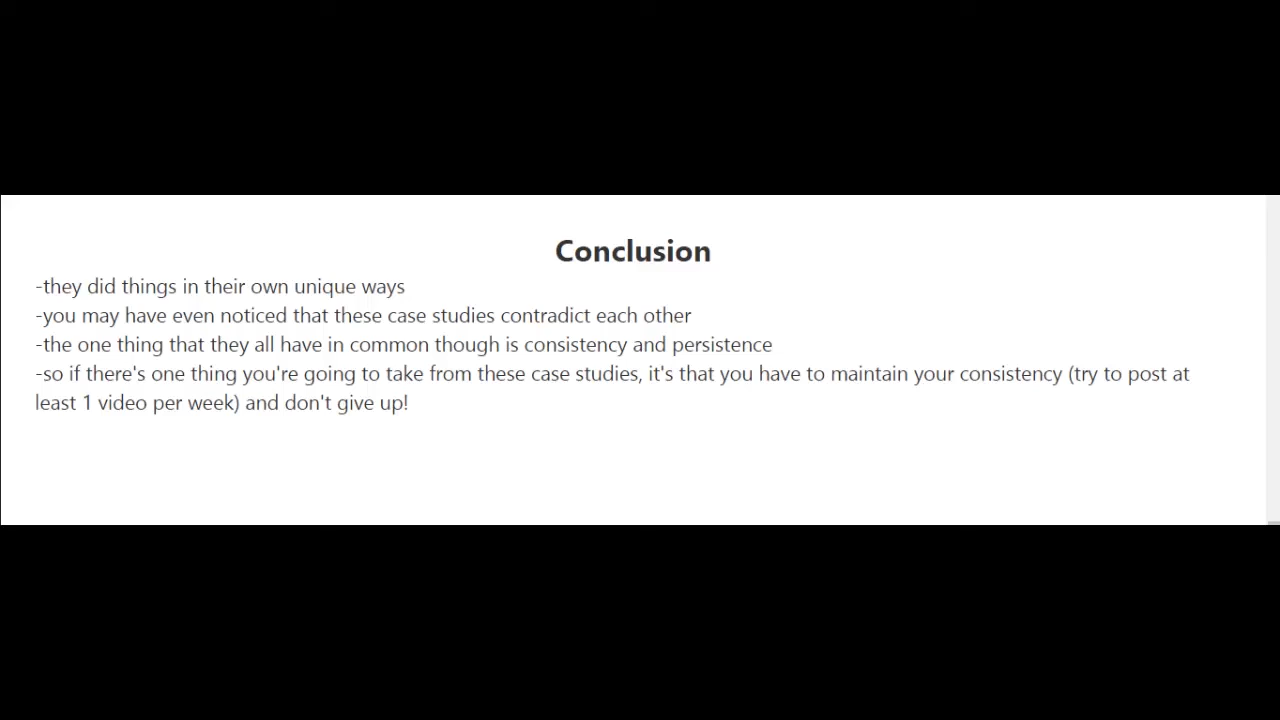 Conclusion
-they did things in their own unique ways
-you may have even noticed that these case studies contradict each other
-the one thing that they all have in common though is consistency and persistence
-so if there's one thing you're going to take from these case studies, it's that you have to maintain your consistency (try to post at
least 1 video per week) and don't give up!